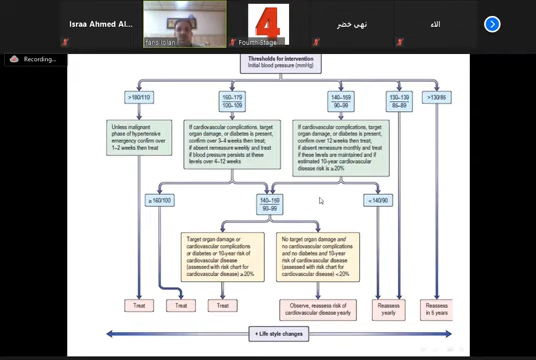 Israa Ahmed Al...
faris lblan
4
Fourth-Stage
نهى خضر
الاء
Recording...
Thresholds for intervention
Initial blood pressure (mmHg)
>180/110
160–179
100–109
140–159
90–99
130–139
85–89
>130/85
Unless malignant
phase of hypertensive
emergency confirm over
1–2 weeks then treat
If cardiovascular complications, target
organ damage, or diabetes is present,
confirm over 3–4 weeks then treat;
if absent remeasure weekly and treat
if blood pressure persists at these
levels over 4–12 weeks
If cardiovascular complications, target
organ damage, or diabetes is present,
confirm over 12 weeks then treat;
if absent remeasure monthly and treat if
these levels are maintained and if
estimated 10-year cardiovascular
disease risk is ≥20%
≥160/100
140–159
90–99
<140/90
Target organ damage or
cardiovascular complications
or diabetes or 10-year risk of
cardiovascular disease
(assessed with risk chart for
cardiovascular disease) ≥20%
No target organ damage and
no cardiovascular complications
and no diabetes and 10-year
risk of cardiovascular disease
(assessed with risk chart for
cardiovascular disease) <20%
Treat
Treat
Treat
Observe, reassess risk of
cardiovascular disease yearly
Reassess
yearly
Reassess
in 5 years
+ Life style changes